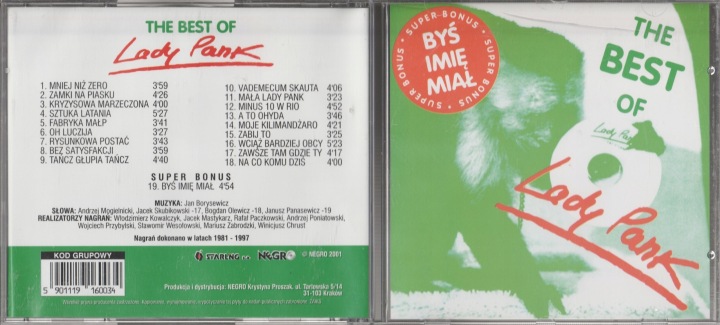 THE BEST OF
Lady Pank
1. MNIEJ NIŻ ZERO 3'59
2. ZAMKI NA PIASKU 4'26
3. KRYZYSOWA MARZECZONA 4'00
4. SZTUKA LATANIA 5'27
5. FABRYKA MAŁP 3'41
6. OH LUCZIJA 3'27
7. RYSUNKOWA POSTAĆ 3'43
8. BEZ SATYSFAKCJI 3'59
9. TAŃCZ GŁUPIA TAŃCZ 4'40
10. VADEMECUM SKAUTA 4'06
11. MAŁA LADY PANK 3'23
12. MINUS 10 W RIO 4'52
13. A TO OHYDA 3'46
14. MOJE KILIMANDŻARO 4'21
15. ZABIJ TO 3'25
16. WCIĄŻ BARDZIEJ OBCY 5'23
17. ZAWSZE TAM GDZIE TY 4'17
18. NA CO KOMU DZIŚ 4'00
SUPER BONUS
19. BYŚ IMIĘ MIAŁ 4'54
MUZYKA: Jan Borysewicz
SŁOWA: Andrzej Mogielnicki, Jacek Skubikowski -17, Bogdan Olewicz -18, Janusz Panasewicz -19
REALIZATORZY NAGRAŃ: Włodzimierz Kowalczyk, Jacek Mastykarz, Rafał Paczkowski, Andrzej Poniatowski,
Wojciech Przybylski, Sławomir Wesołowski, Mariusz Zabrodzki, Winicjusz Chrust
Nagrań dokonano w latach 1981 - 1997
KOD GRUPOWY
5 901119 160034
STARENG
NEGRO
© NEGRO 2001
Produkcja i dystrybucja: NEGRO Krystyna Proszak, ul. Torfowska 5/14
31-103 Kraków
SUPER BONUS • SUPER BONUS • SUPER BONUS
BYŚ
IMIĘ
MIAŁ
THE
BEST
OF
Lady Pank
Lady Pank